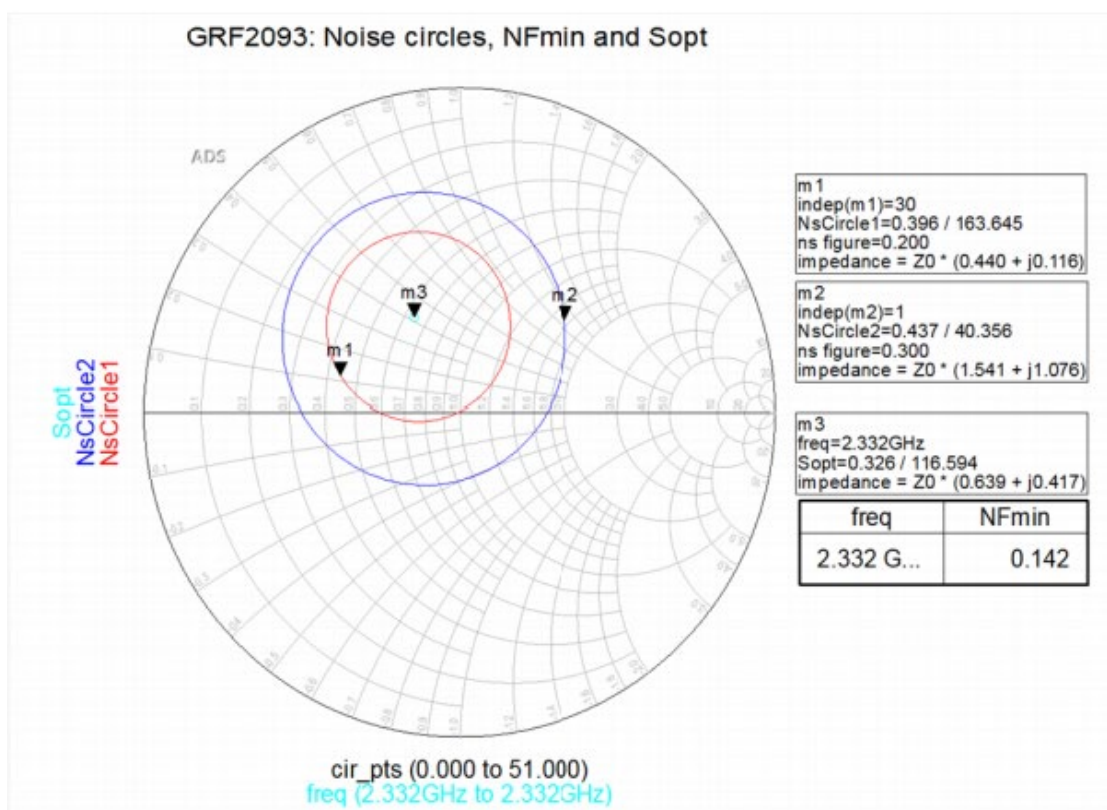 GRF2093: Noise circles, NFmin and Sopt
ADS
m3
m2
m1
Sopt
NsCircle2
NsCircle1
m1
indep(m1)=30
NsCircle1=0.396 / 163.645
ns figure=0.200
impedance = Z0 * (0.440 + j0.116)
m2
indep(m2)=1
NsCircle2=0.437 / 40.356
ns figure=0.300
impedance = Z0 * (1.541 + j1.076)
m3
freq=2.332GHz
Sopt=0.326 / 116.594
impedance = Z0 * (0.639 + j0.417)
freq NFmin
2.332 G... 0.142
cir_pts (0.000 to 51.000)
freq (2.332GHz to 2.332GHz)